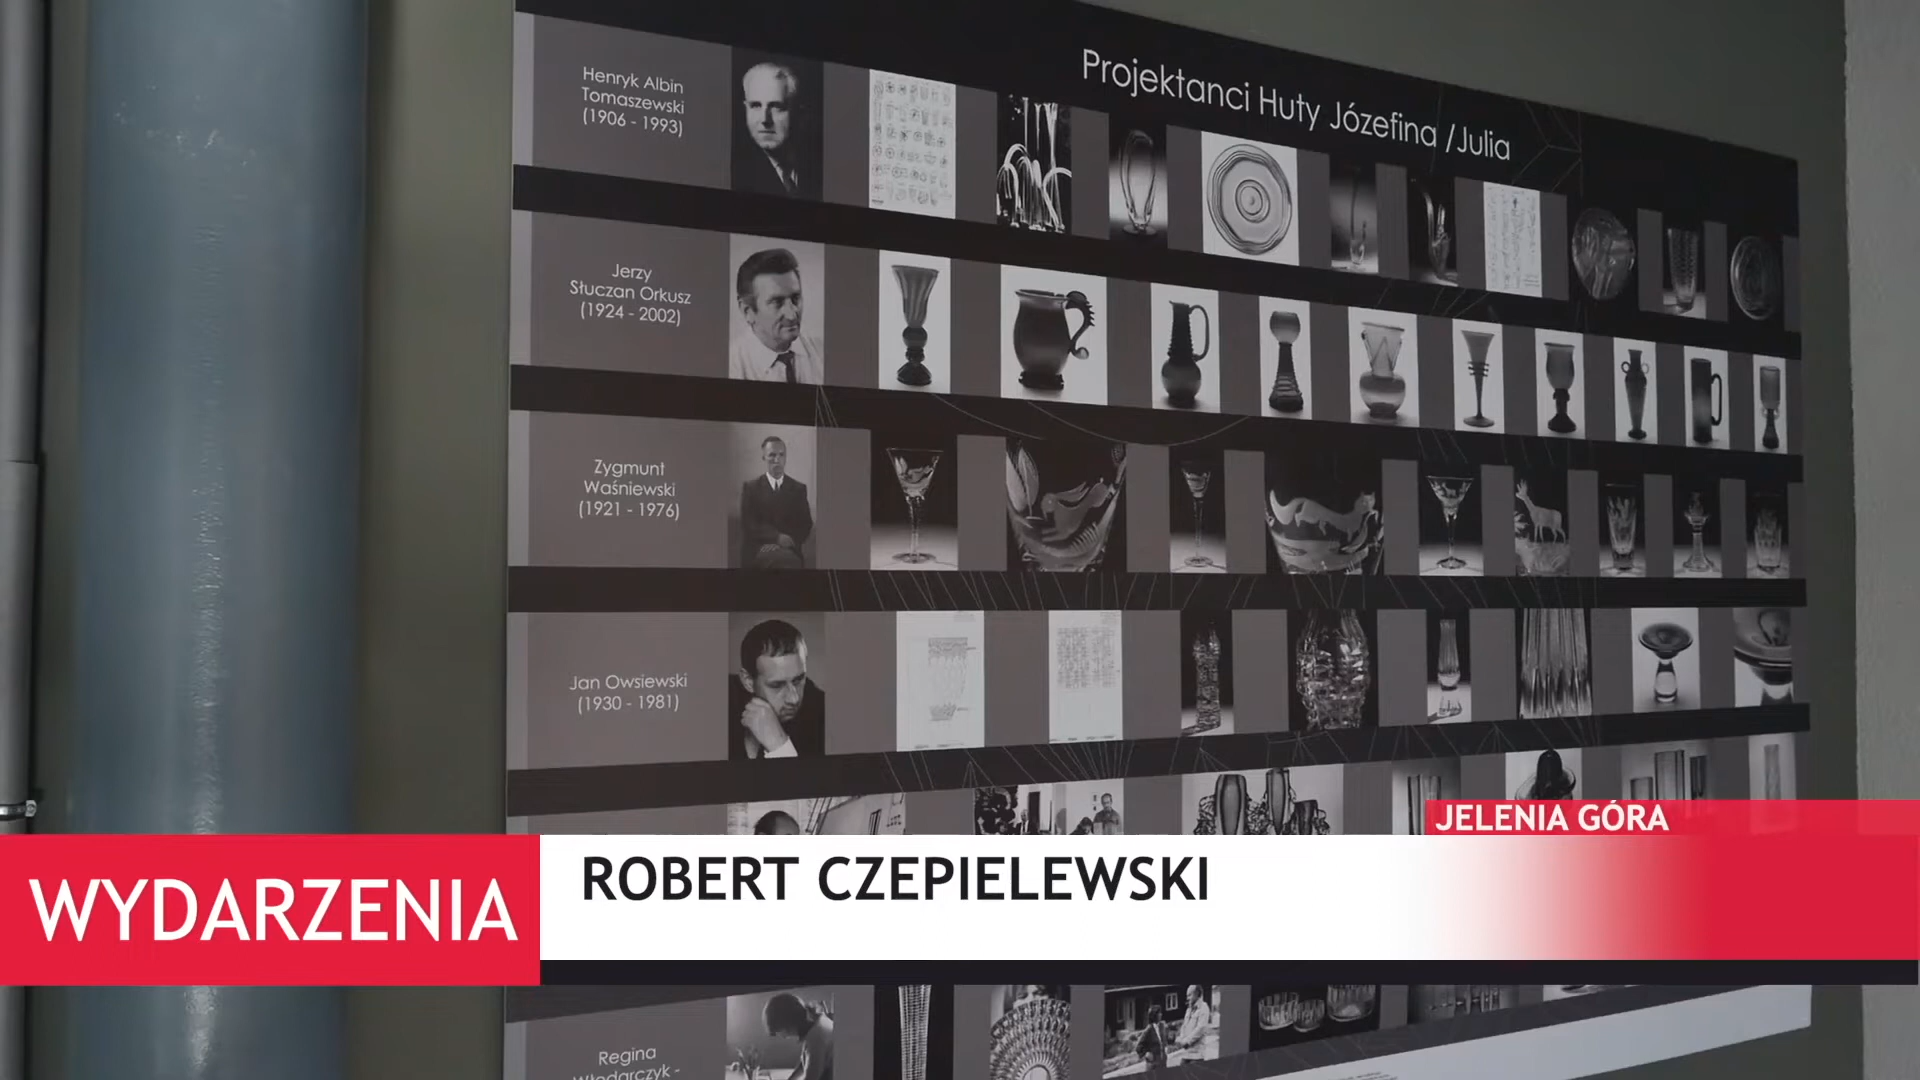 Projektanci Huty Józefina /Julia
Henryk Albin
Tomaszewski
(1906 - 1993)
Jerzy
Słuczan Orkusz
(1924 - 2002)
Zygmunt
Waśniewski
(1921 - 1976)
Jan Owsiewski
(1930 - 1981)
JELENIA GÓRA
WYDARZENIA
ROBERT CZEPIELEWSKI
Regina
Włodarczyk -